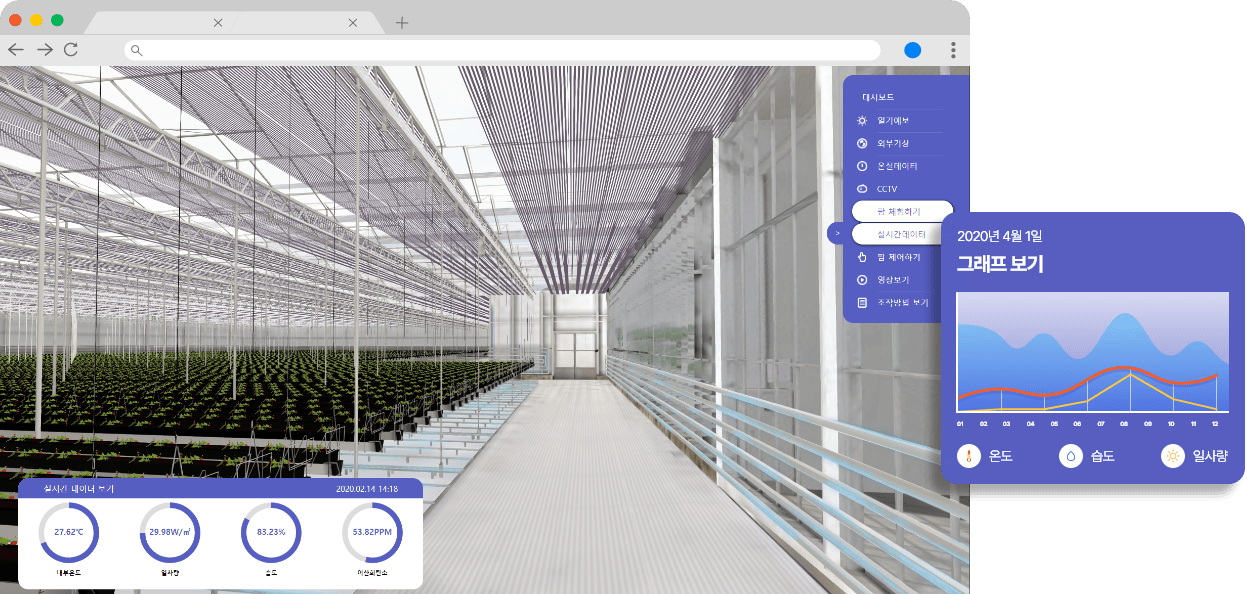 대시보드
열기예보
외부기상
온실데이터
CCTV
팜 체험하기
>
실시간데이터
팜 제어하기
영상보기
조작방법 보기
2020년 4월 1일
그래프 보기
01 02 03 04 05 06 07 08 09 10 11 12
온도 습도 일사량
실시간 데이터 보기 2020.02.14 14:18
27.62℃ 29.98W/㎡ 83.23% 53.82PPM
내부온도 일사량 습도 이산화탄소